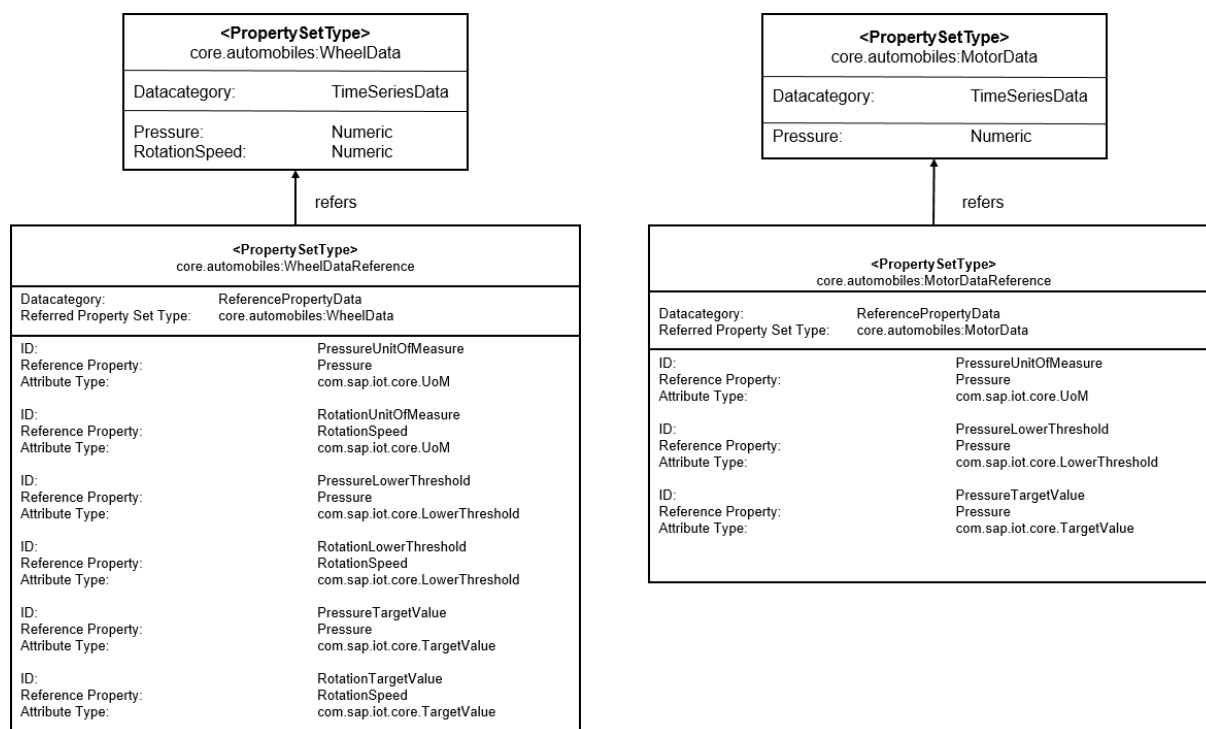 <PropertySetType>
core.automobiles:WheelData
Datacategory: TimeSeriesData
Pressure: Numeric
RotationSpeed: Numeric
refers
<PropertySetType>
core.automobiles:WheelDataReference
Datacategory: ReferencePropertyData
Referred Property Set Type: core.automobiles:WheelData
ID: PressureUnitOfMeasure
Reference Property: Pressure
Attribute Type: com.sap.iot.core.UoM
ID: RotationUnitOfMeasure
Reference Property: RotationSpeed
Attribute Type: com.sap.iot.core.UoM
ID: PressureLowerThreshold
Reference Property: Pressure
Attribute Type: com.sap.iot.core.LowerThreshold
ID: RotationLowerThreshold
Reference Property: RotationSpeed
Attribute Type: com.sap.iot.core.LowerThreshold
ID: PressureTargetValue
Reference Property: Pressure
Attribute Type: com.sap.iot.core.TargetValue
ID: RotationTargetValue
Reference Property: RotationSpeed
Attribute Type: com.sap.iot.core.TargetValue
<PropertySetType>
core.automobiles:MotorData
Datacategory: TimeSeriesData
Pressure: Numeric
refers
<PropertySetType>
core.automobiles:MotorDataReference
Datacategory: ReferencePropertyData
Referred Property Set Type: core.automobiles:MotorData
ID: PressureUnitOfMeasure
Reference Property: Pressure
Attribute Type: com.sap.iot.core.UoM
ID: PressureLowerThreshold
Reference Property: Pressure
Attribute Type: com.sap.iot.core.LowerThreshold
ID: PressureTargetValue
Reference Property: Pressure
Attribute Type: com.sap.iot.core.TargetValue